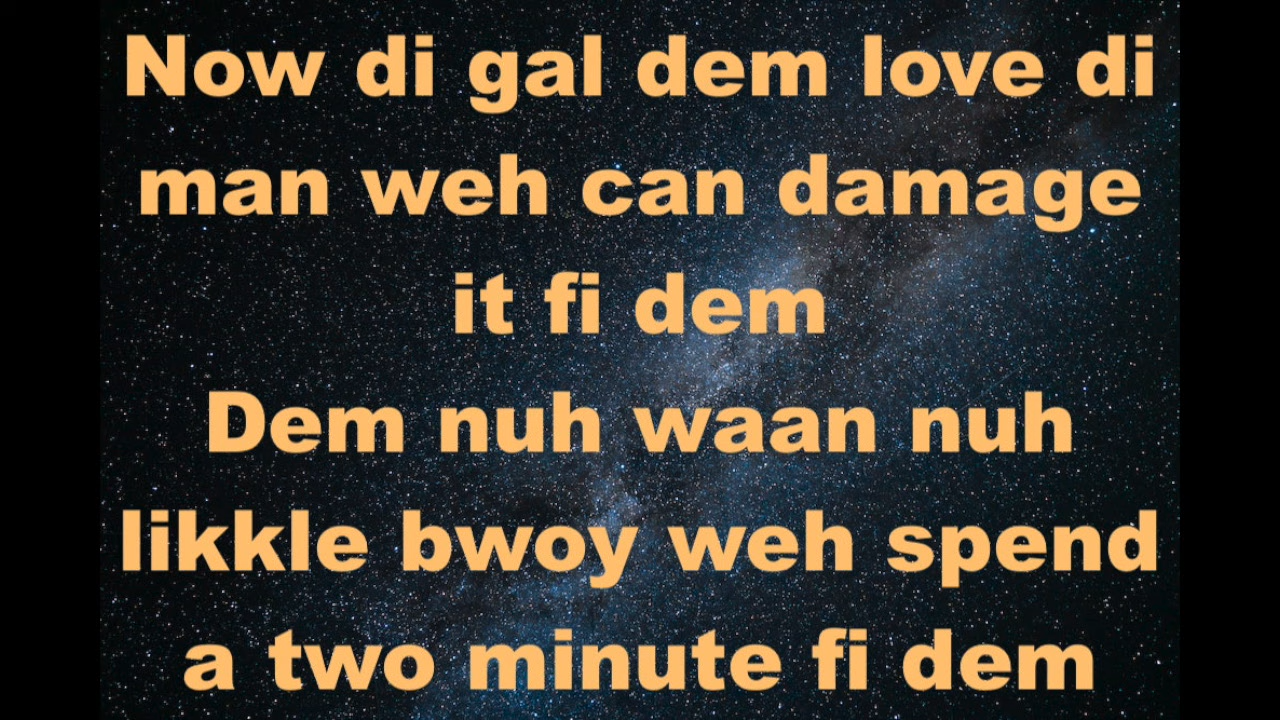 Now di gal dem love di
man weh can damage
it fi dem
Dem nuh waan nuh
likkle bwoy weh spend
a two minute fi dem